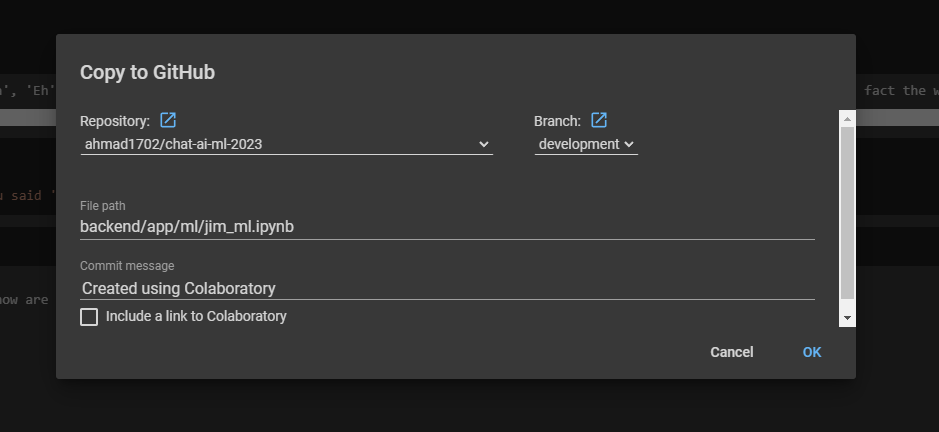 Copy to GitHub
', 'Eh'
fact the w
Repository:
Branch:
ahmad1702/chat-ai-ml-2023
development
u said '
File path
backend/app/ml/jim_ml.ipynb
Commit message
Created using Colaboratory
now are
Include a link to Colaboratory
Cancel
OK